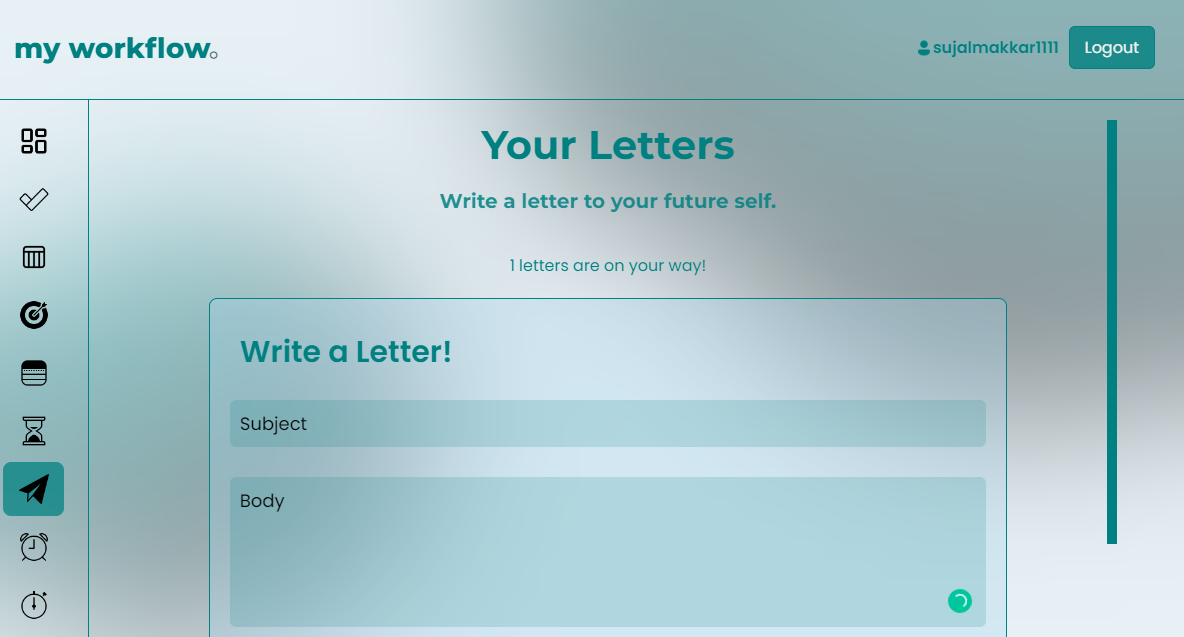 my workflow.
sujalmakkar1111
Logout
Your Letters
Write a letter to your future self.
1 letters are on your way!
Write a Letter!
Subject
Body